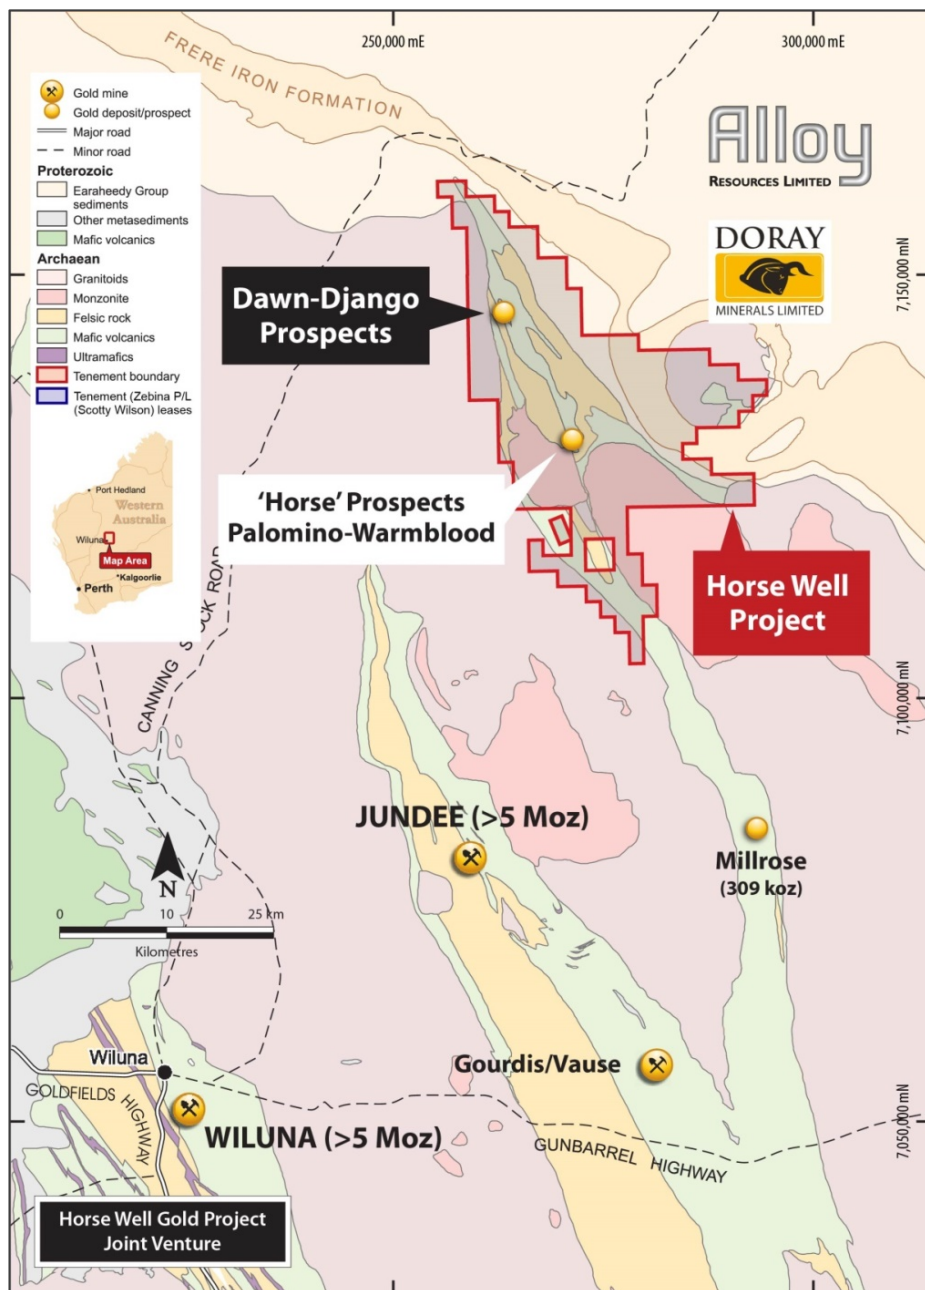 250,000 mE
300,000 mE
FRERE IRON FORMATION
Gold mine
Gold deposit/prospect
Major road
Minor road
Proterozoic
Earaheedy Group
sediments
Other metasediments
Mafic volcanics
Archaean
Granitoids
Monzonite
Felsic rock
Mafic volcanics
Ultramafics
Tenement boundary
Tenement (Zebina P/L
(Scotty Wilson) leases
Port Hedland
Western
Australia
Wiluna
Map Area
Kalgoorlie
Perth
Alloy
RESOURCES LIMITED
DORAY
MINERALS LIMITED
7,150,000 mN
Dawn-Django
Prospects
'Horse' Prospects
Palomino-Warmblood
Horse Well
Project
CANNING STOCK ROAD
7,100,000 mN
JUNDEE (>5 Moz)
Millrose
(309 koz)
N
0 10 25 km
Kilometres
Wiluna
Gourdis/Vause
GOLDFIELDS HIGHWAY
WILUNA (>5 Moz)
GUNBARREL HIGHWAY
7,050,000 mN
Horse Well Gold Project
Joint Venture